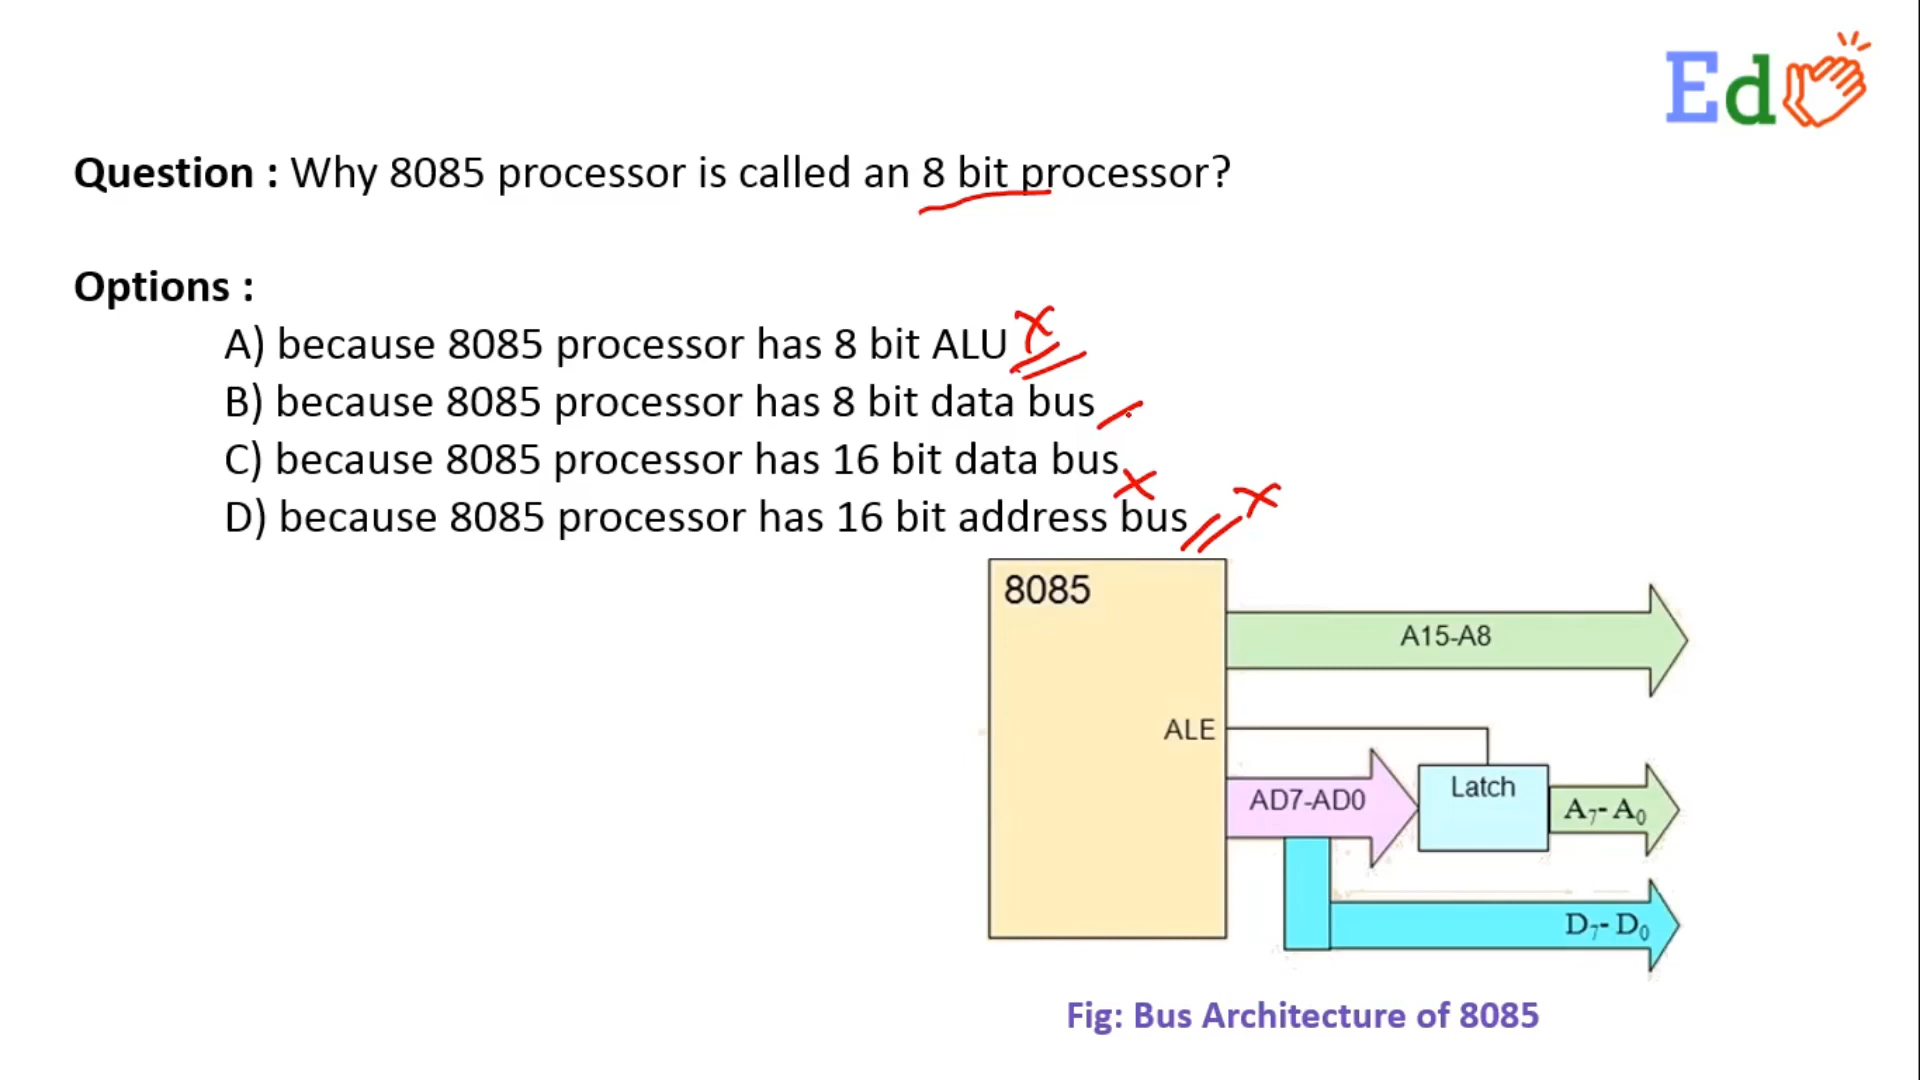 Ed
Question : Why 8085 processor is called an 8 bit processor?
Options :
A) because 8085 processor has 8 bit ALU
B) because 8085 processor has 8 bit data bus
C) because 8085 processor has 16 bit data bus
D) because 8085 processor has 16 bit address bus
8085
A15-A8
ALE
AD7-AD0
Latch
A₇- A₀
D₇- D₀
Fig: Bus Architecture of 8085